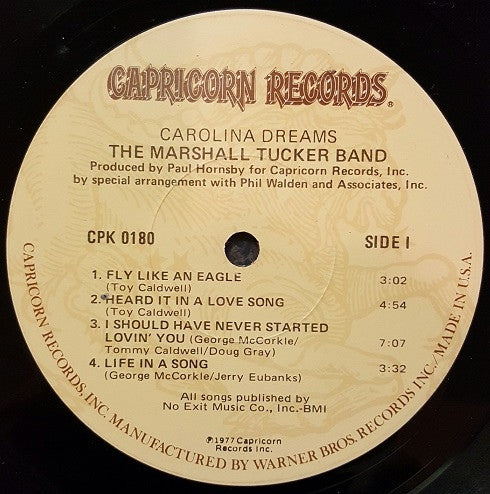 CAPRICORN RECORDS®
CAROLINA DREAMS
THE MARSHALL TUCKER BAND
Produced by Paul Hornsby for Capricorn Records, Inc.
by special arrangement with Phil Walden and Associates, Inc.
CPK 0180 SIDE I
1. FLY LIKE AN EAGLE 3:02
(Toy Caldwell)
2. HEARD IT IN A LOVE SONG 4:54
(Toy Caldwell)
3. I SHOULD HAVE NEVER STARTED
LOVIN' YOU (George McCorkle/ 7:07
Tommy Caldwell/Doug Gray)
4. LIFE IN A SONG 3:32
(George McCorkle/Jerry Eubanks)
All songs published by
No Exit Music Co., Inc.-BMI
℗1977 Capricorn
Records Inc.
CAPRICORN RECORDS, INC. MANUFACTURED BY WARNER BROS. RECORDS INC./MADE IN U.S.A.